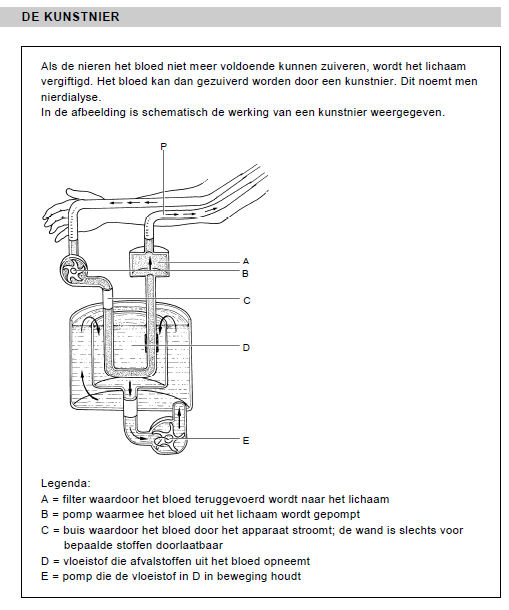 DE KUNSTNIER
Als de nieren het bloed niet meer voldoende kunnen zuiveren, wordt het lichaam
vergiftigd. Het bloed kan dan gezuiverd worden door een kunstnier. Dit noemt men
nierdialyse.
In de afbeelding is schematisch de werking van een kunstnier weergegeven.
P
A
B
C
D
E
Legenda:
A = filter waardoor het bloed teruggevoerd wordt naar het lichaam
B = pomp waarmee het bloed uit het lichaam wordt gepompt
C = buis waardoor het bloed door het apparaat stroomt; de wand is slechts voor
bepaalde stoffen doorlaatbaar
D = vloeistof die afvalstoffen uit het bloed opneemt
E = pomp die de vloeistof in D in beweging houdt